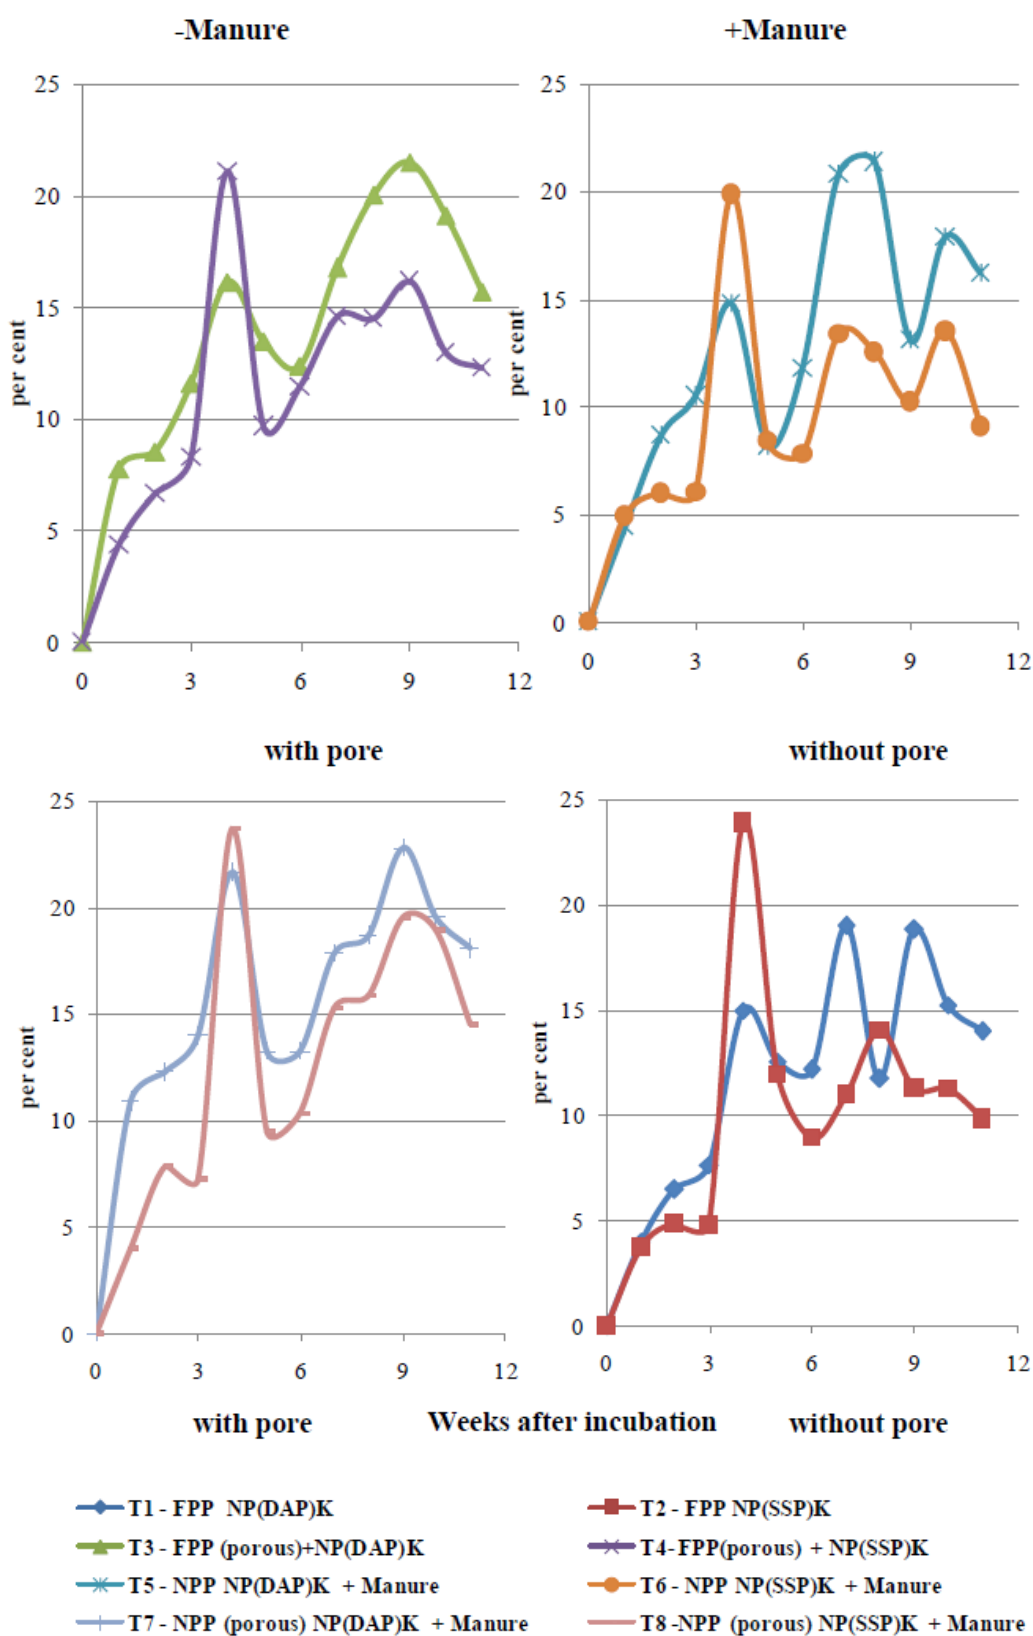 -Manure
+Manure
25
20
15
10
5
0
per cent
0 3 6 9 12
25
20
15
10
5
0
per cent
0 3 6 9 12
with pore
without pore
25
20
15
10
5
0
per cent
0 3 6 9 12
25
20
15
10
5
0
per cent
0 3 6 9 12
with pore
Weeks after incubation
without pore
T1 - FPP NP(DAP)K
T2 - FPP NP(SSP)K
T3 - FPP (porous)+NP(DAP)K
T4-FPP(porous) + NP(SSP)K
T5 - NPP NP(DAP)K + Manure
T6 - NPP NP(SSP)K + Manure
T7 - NPP (porous) NP(DAP)K + Manure
T8 -NPP (porous) NP(SSP)K + Manure